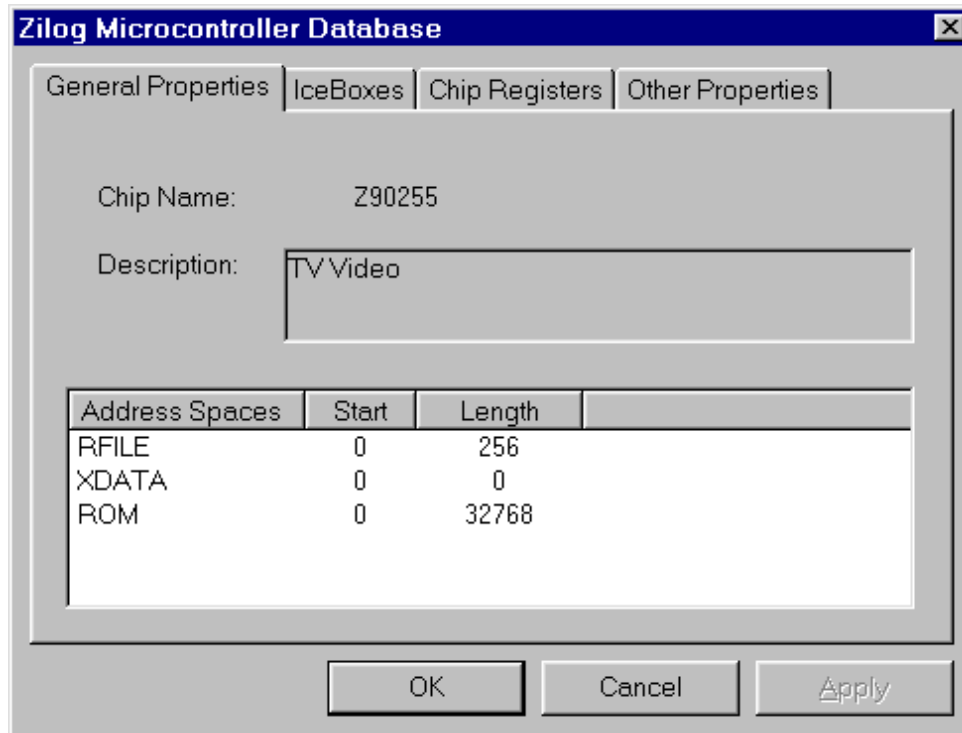 Zilog Microcontroller Database
General Properties IceBoxes Chip Registers Other Properties
Chip Name: Z90255
Description: TV Video
Address Spaces Start Length
RFILE 0 256
XDATA 0 0
ROM 0 32768
OK Cancel Apply